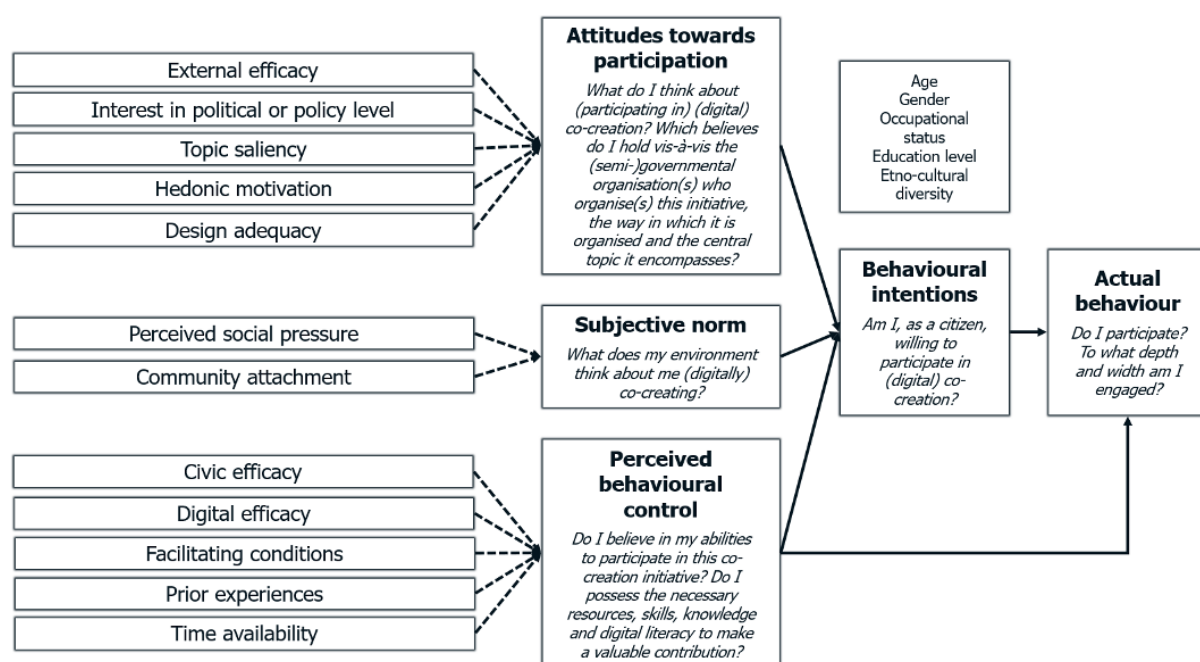 External efficacy
Interest in political or policy level
Topic saliency
Hedonic motivation
Design adequacy
Attitudes towards
participation
What do I think about
(participating in) (digital)
co-creation? Which believes
do I hold vis-à-vis the
(semi-)governmental
organisation(s) who
organise(s) this initiative,
the way in which it is
organised and the central
topic it encompasses?
Age
Gender
Occupational
status
Education level
Etno-cultural
diversity
Perceived social pressure
Community attachment
Subjective norm
What does my environment
think about me (digitally)
co-creating?
Behavioural
intentions
Am I, as a citizen,
willing to
participate in
(digital) co-
creation?
Actual
behaviour
Do I participate?
To what depth
and width am I
engaged?
Civic efficacy
Digital efficacy
Facilitating conditions
Prior experiences
Time availability
Perceived
behavioural
control
Do I believe in my abilities
to participate in this co-
creation initiative? Do I
possess the necessary
resources, skills, knowledge
and digital literacy to make
a valuable contribution?